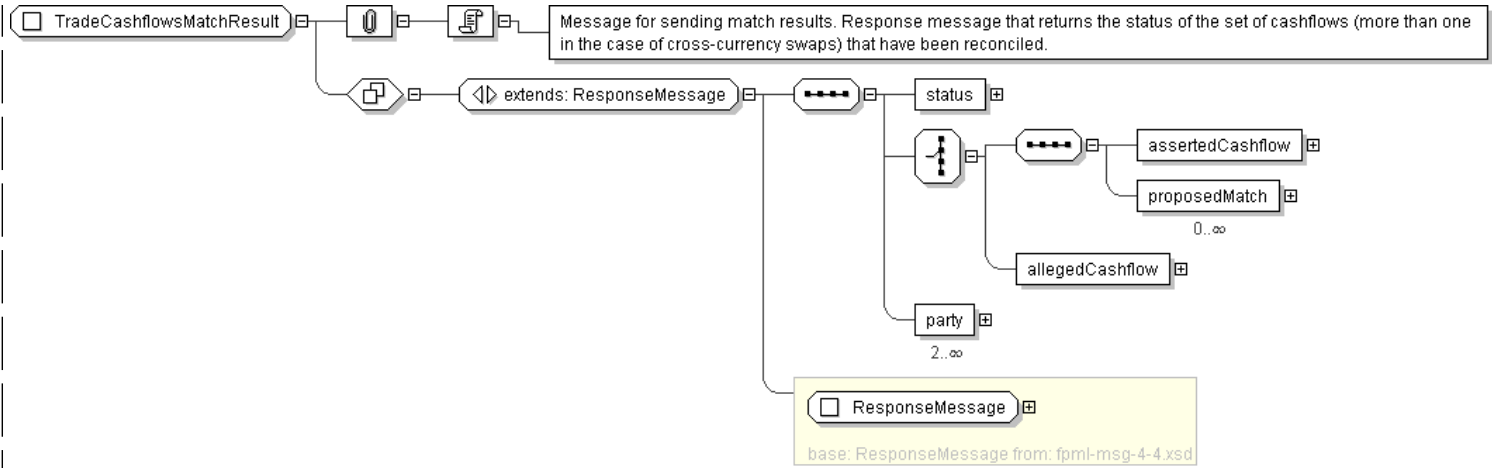 TradeCashflowsMatchResult
Message for sending match results. Response message that returns the status of the set of cashflows (more than one
in the case of cross-currency swaps) that have been reconciled.
extends: ResponseMessage
status
assertedCashflow
proposedMatch
0..∞
allegedCashflow
party
2..∞
ResponseMessage
base: ResponseMessage from: fpml-msg-4-4.xsd